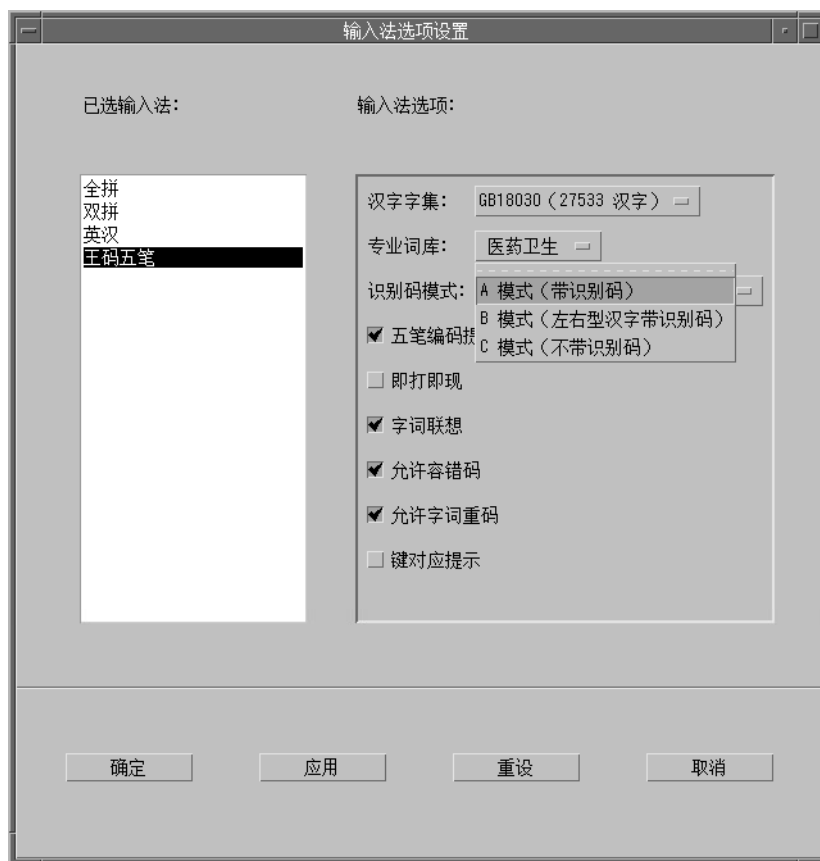 输入法选项设置
已选输入法：
输入法选项：
全拼
双拼
英汉
王码五笔
汉字字集： GB18030（27533 汉字）
专业词库： 医药卫生
识别码模式：
A 模式（带识别码）
B 模式（左右型汉字带识别码）
C 模式（不带识别码）
五笔编码提
即打即现
字词联想
允许容错码
允许字词重码
键对应提示
确定
应用
重设
取消